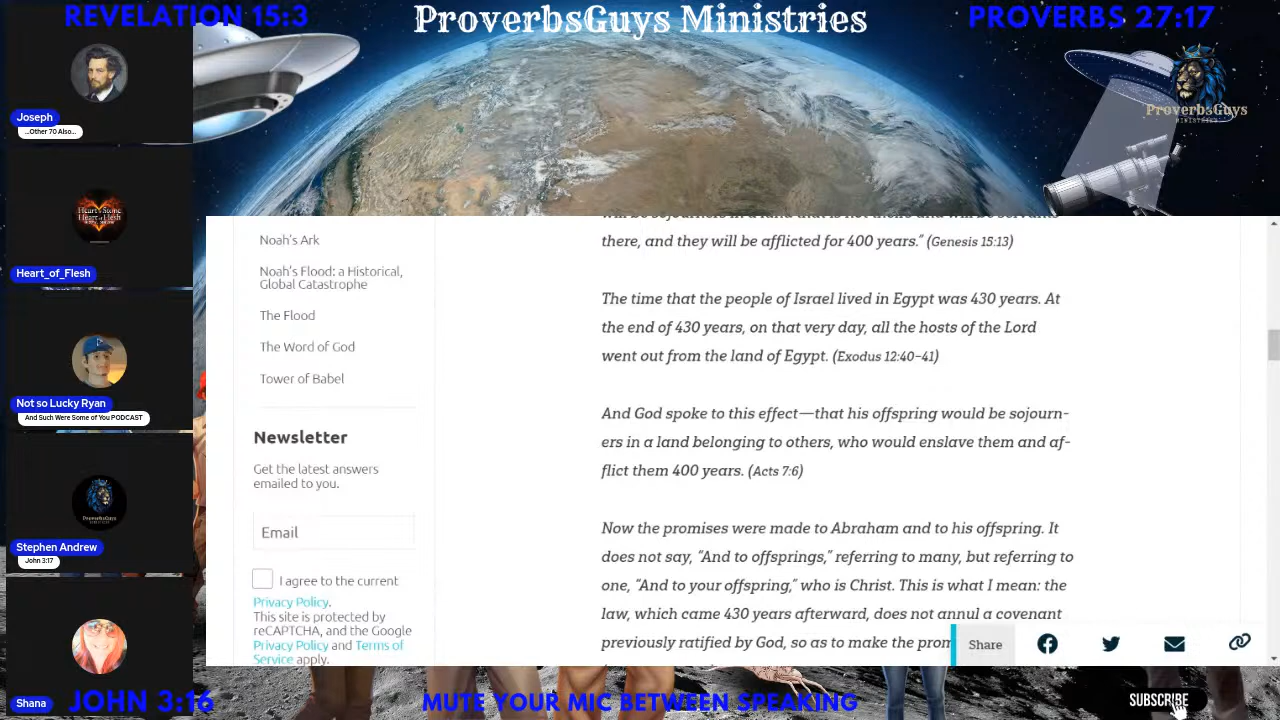 REVELATION 15:3
ProverbsGuys Ministries
PROVERBS 27:17
ProverbsGuys
MINISTRIES
Joseph
...Other 70 Also...
Heart_of_Flesh
Not so Lucky Ryan
And Such Were Some of You PODCAST
Stephen Andrew
John 3:17
Shana
Noah's Ark
Noah's Flood: a Historical,
Global Catastrophe
The Flood
The Word of God
Tower of Babel
Newsletter
Get the latest answers
emailed to you.
Email
I agree to the current
Privacy Policy.
This site is protected by
reCAPTCHA, and the Google
Privacy Policy and Terms of
Service apply.
there, and they will be afflicted for 400 years.” (Genesis 15:13)
The time that the people of Israel lived in Egypt was 430 years. At
the end of 430 years, on that very day, all the hosts of the Lord
went out from the land of Egypt. (Exodus 12:40–41)
And God spoke to this effect—that his offspring would be sojourn-
ers in a land belonging to others, who would enslave them and af-
flict them 400 years. (Acts 7:6)
Now the promises were made to Abraham and to his offspring. It
does not say, “And to offsprings,” referring to many, but referring to
one, “And to your offspring,” who is Christ. This is what I mean: the
law, which came 430 years afterward, does not annul a covenant
previously ratified by God, so as to make the prom
Share
JOHN 3:16
MUTE YOUR MIC BETWEEN SPEAKING
SUBSCRIBE